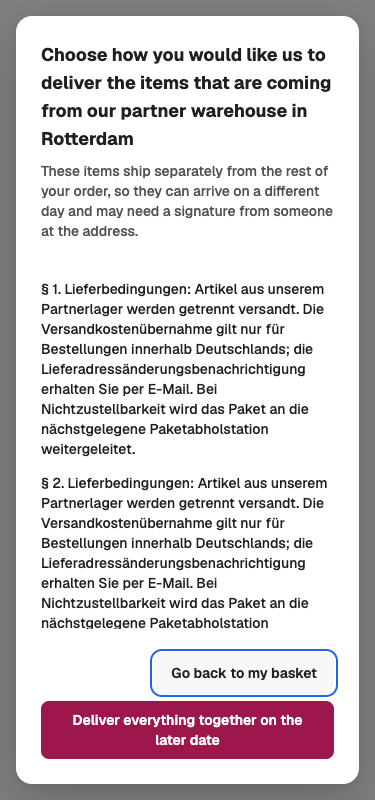 Choose how you would like us to
deliver the items that are coming
from our partner warehouse in
Rotterdam
These items ship separately from the rest of
your order, so they can arrive on a different
day and may need a signature from someone
at the address.
§ 1. Lieferbedingungen: Artikel aus unserem
Partnerlager werden getrennt versandt. Die
Versandkostenübernahme gilt nur für
Bestellungen innerhalb Deutschlands; die
Lieferadressänderungsbenachrichtigung
erhalten Sie per E-Mail. Bei
Nichtzustellbarkeit wird das Paket an die
nächstgelegene Paketabholstation
weitergeleitet.
§ 2. Lieferbedingungen: Artikel aus unserem
Partnerlager werden getrennt versandt. Die
Versandkostenübernahme gilt nur für
Bestellungen innerhalb Deutschlands; die
Lieferadressänderungsbenachrichtigung
erhalten Sie per E-Mail. Bei
Nichtzustellbarkeit wird das Paket an die
nächstgelegene Paketabholstation
Go back to my basket
Deliver everything together on the
later date